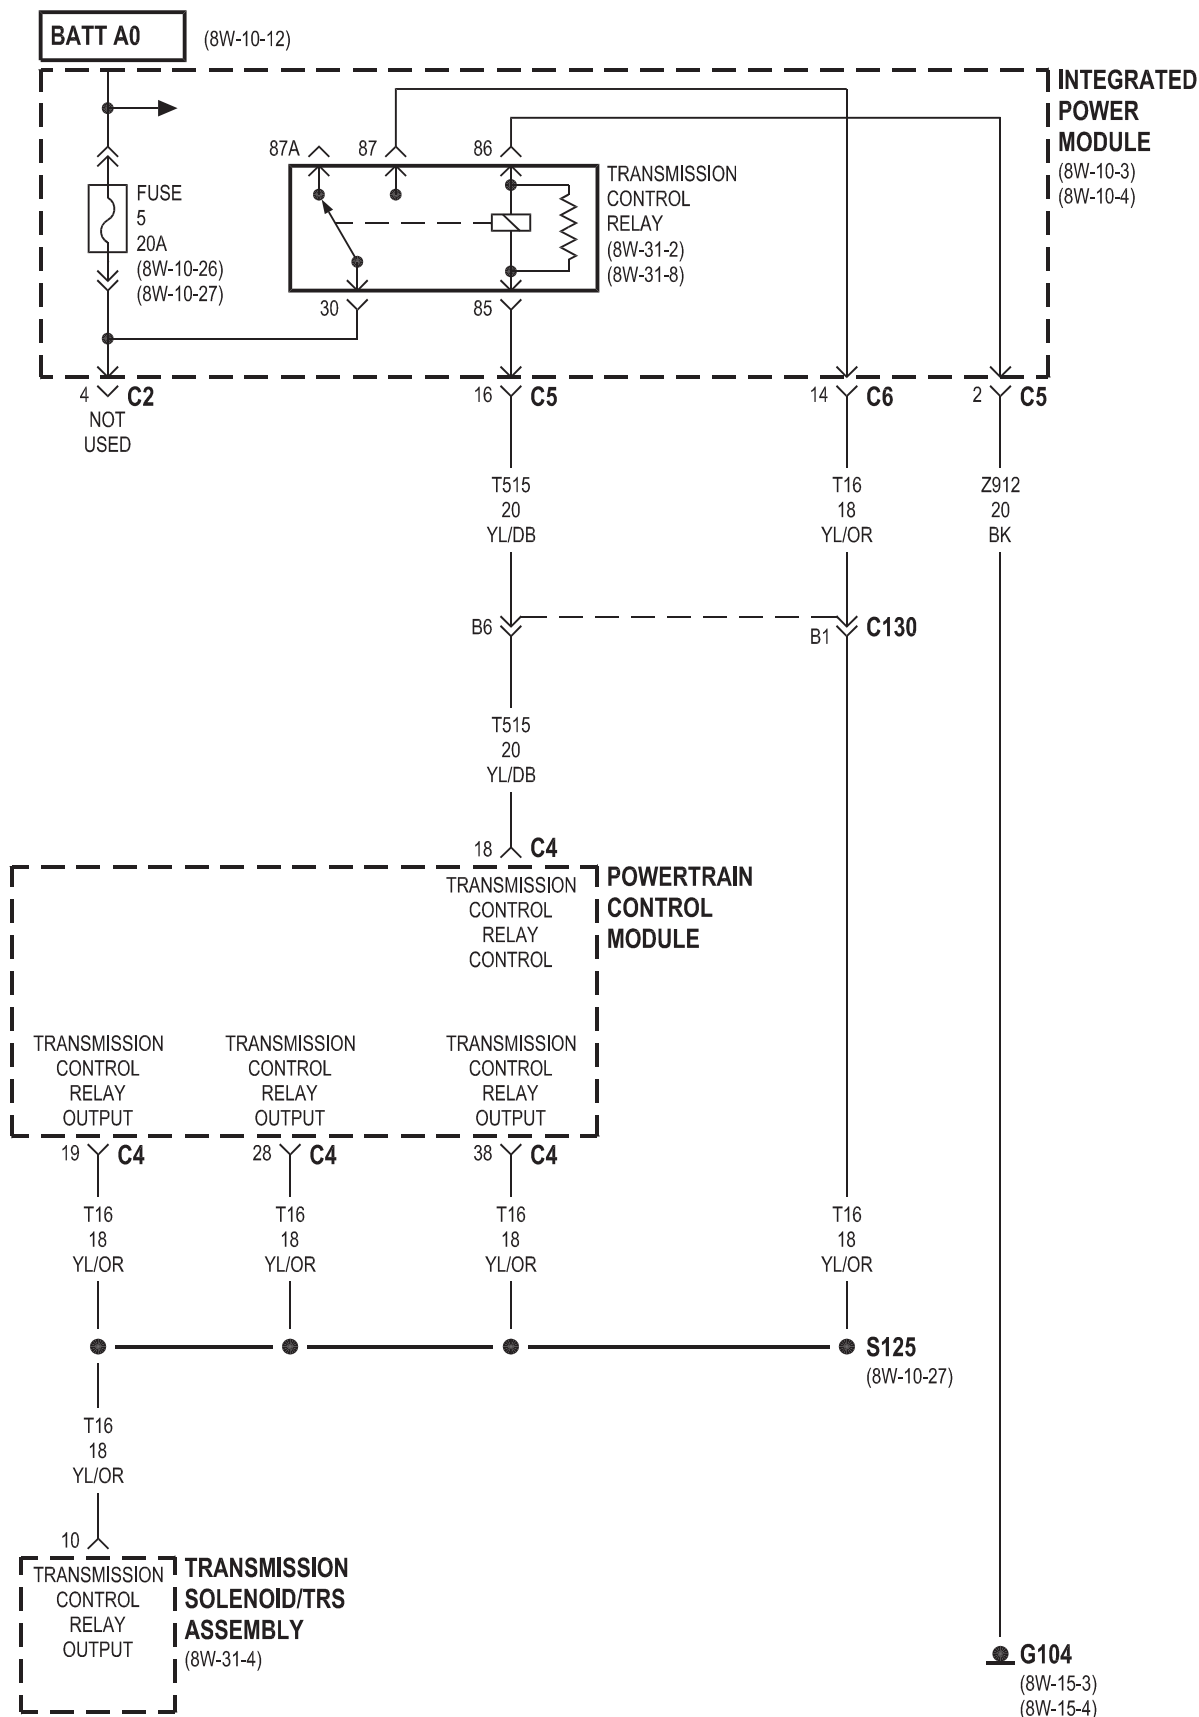 BATT A0
(8W-10-12)
INTEGRATED
POWER
MODULE
(8W-10-3)
(8W-10-4)
87A
87
86
TRANSMISSION
CONTROL
RELAY
(8W-31-2)
(8W-31-8)
FUSE
5
20A
(8W-10-26)
(8W-10-27)
30
85
4
C2
NOT
USED
16
C5
14
C6
2
C5
T515
20
YL/DB
T16
18
YL/OR
Z912
20
BK
B6
B1
C130
T515
20
YL/DB
18
C4
POWERTRAIN
CONTROL
MODULE
TRANSMISSION
CONTROL
RELAY
CONTROL
TRANSMISSION
CONTROL
RELAY
OUTPUT
TRANSMISSION
CONTROL
RELAY
OUTPUT
TRANSMISSION
CONTROL
RELAY
OUTPUT
19
C4
28
C4
38
C4
T16
18
YL/OR
T16
18
YL/OR
T16
18
YL/OR
T16
18
YL/OR
S125
(8W-10-27)
T16
18
YL/OR
10
TRANSMISSION
CONTROL
RELAY
OUTPUT
TRANSMISSION
SOLENOID/TRS
ASSEMBLY
(8W-31-4)
G104
(8W-15-3)
(8W-15-4)